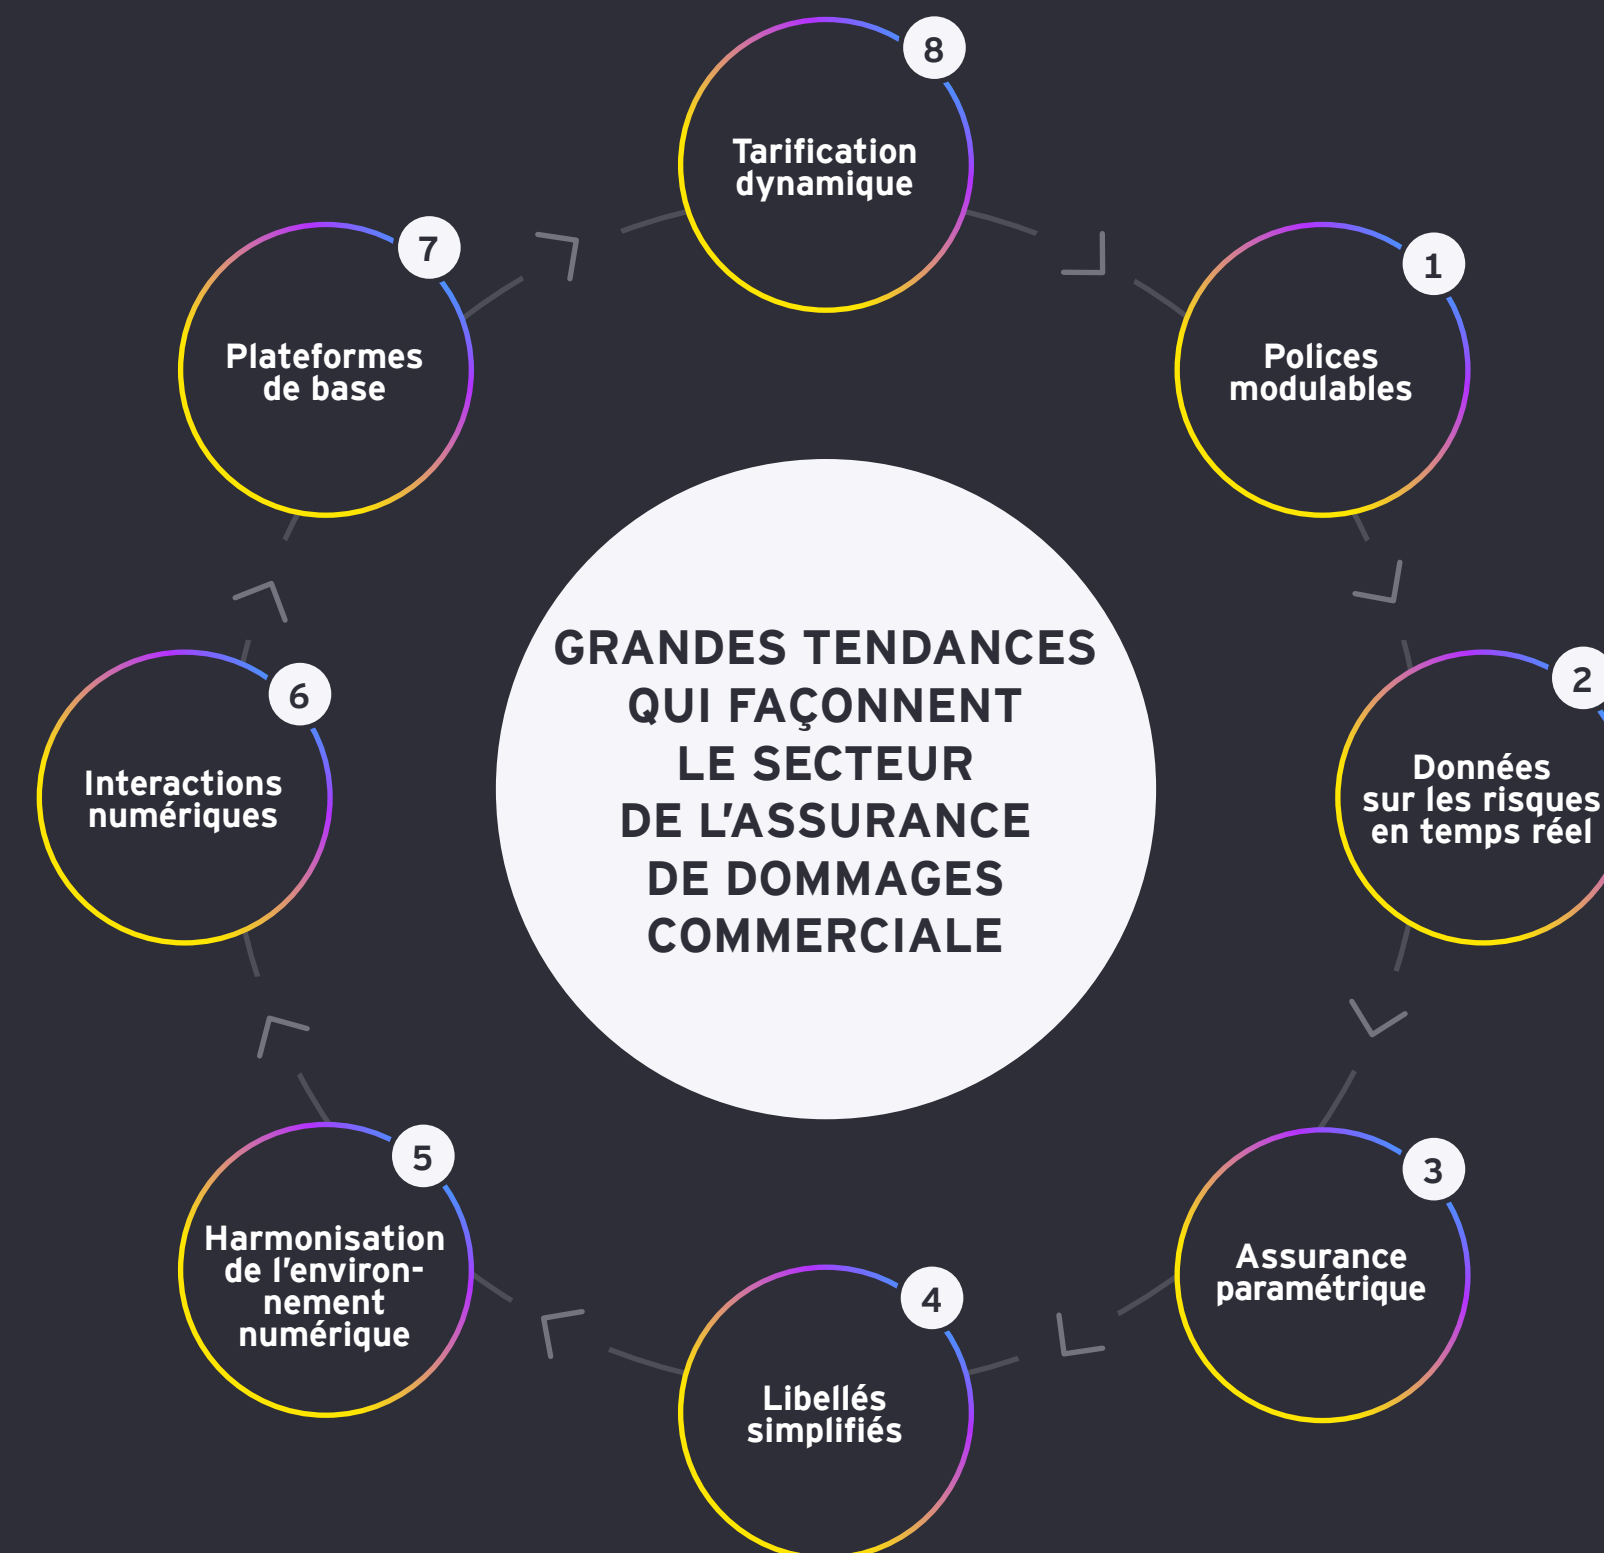 8
Tarification
dynamique
1
Polices
modulables
2
Données
sur les risques
en temps réel
3
Assurance
paramétrique
4
Libellés
simplifiés
5
Harmonisation
de l’environ-
nement
numérique
6
Interactions
numériques
7
Plateformes
de base
GRANDES TENDANCES
QUI FAÇONNENT
LE SECTEUR
DE L’ASSURANCE
DE DOMMAGES
COMMERCIALE